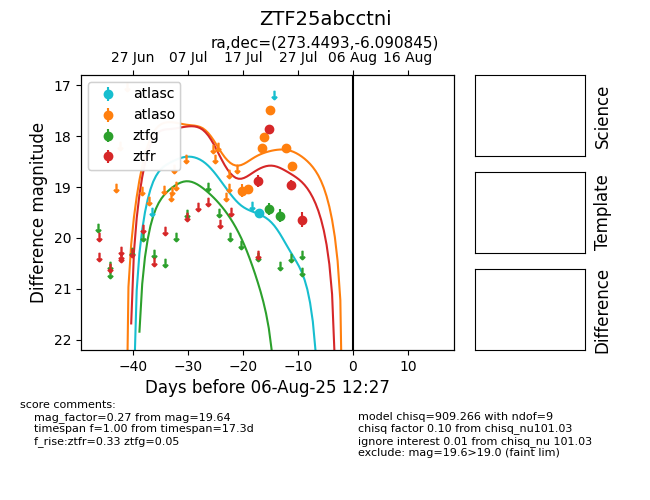 ZTF25abcctni
ra,dec=(273.4493,-6.090845)
27 Jun 07 Jul 17 Jul 27 Jul 06 Aug 16 Aug
atlasc
atlaso
ztfg
ztfr
17
18
19
20
21
22
Difference magnitude
−40 −30 −20 −10 0 10
Days before 06-Aug-25 12:27
Science
Template
Difference
score comments:
mag_factor=0.27 from mag=19.64
timespan f=1.00 from timespan=17.3d
f_rise:ztfr=0.33 ztfg=0.05
model chisq=909.266 with ndof=9
chisq factor 0.10 from chisq_nu101.03
ignore interest 0.01 from chisq_nu 101.03
exclude: mag=19.6>19.0 (faint lim)